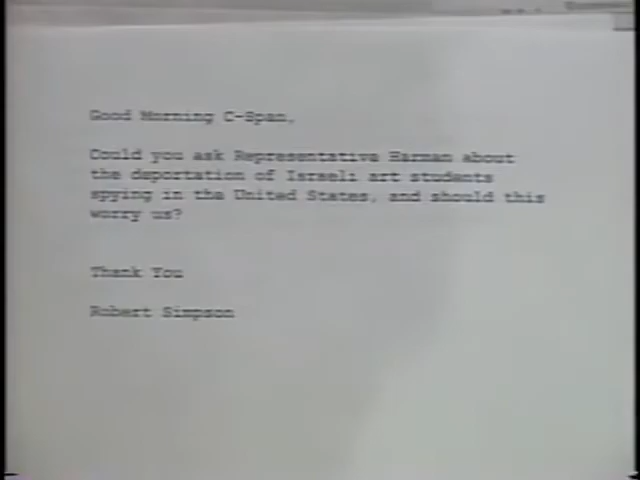 Good Morning C-Span,
Could you ask Representative Harman about
the deportation of Israeli art students
spying in the United States, and should this
worry us?
Thank You
Robert Simpson